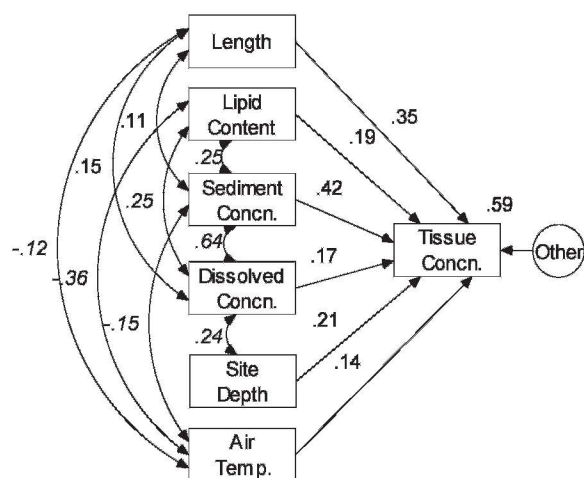 Length
Lipid
Content
.35
.11
.19
.25
.15
Sediment
Concn.
.42
.59
.25
.64
Tissue
Concn.
Other
-.12
Dissolved
Concn.
.17
-.36
-.15
.24
.21
Site
Depth
.14
Air
Temp.